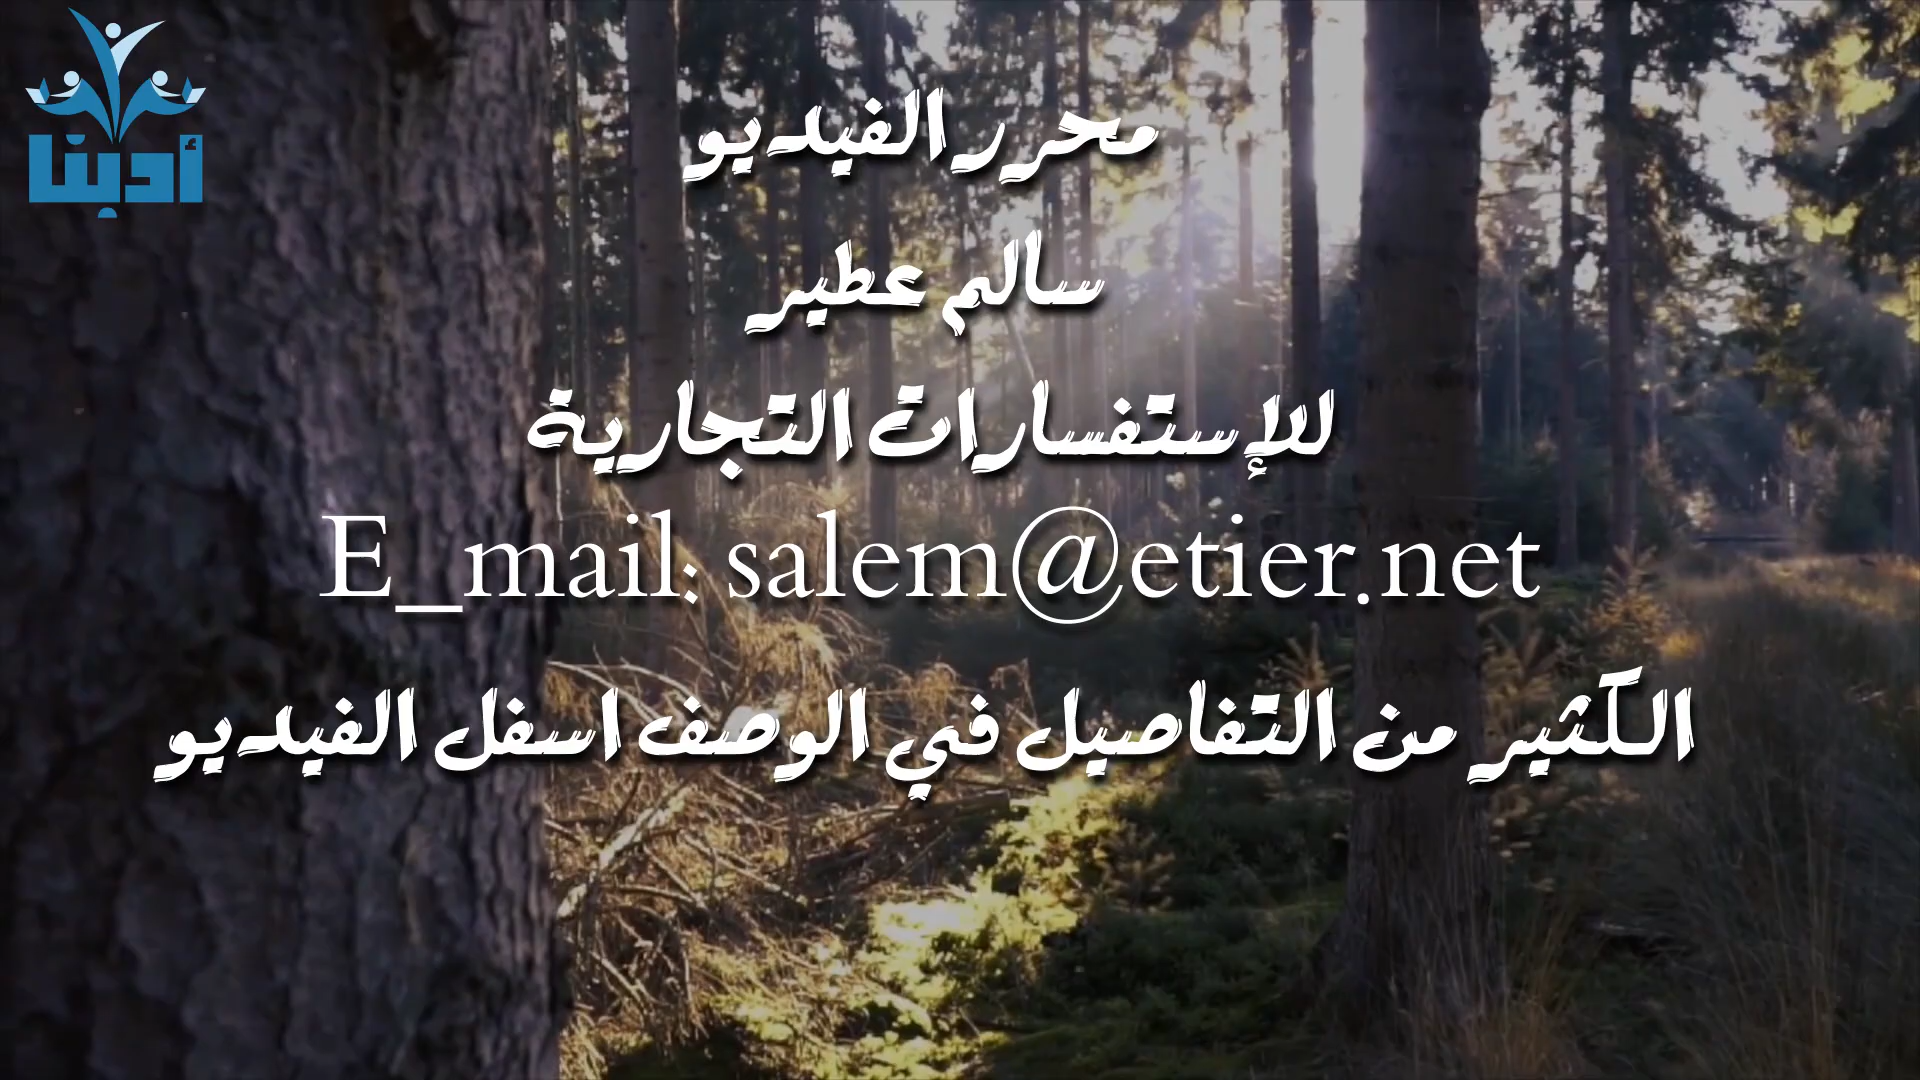 أدبنا
محرر الفيديو
سالم عطير
للإستفسارات التجارية
E_mail: salem@etier.net
الكثير من التفاصيل في الوصف اسفل الفيديو